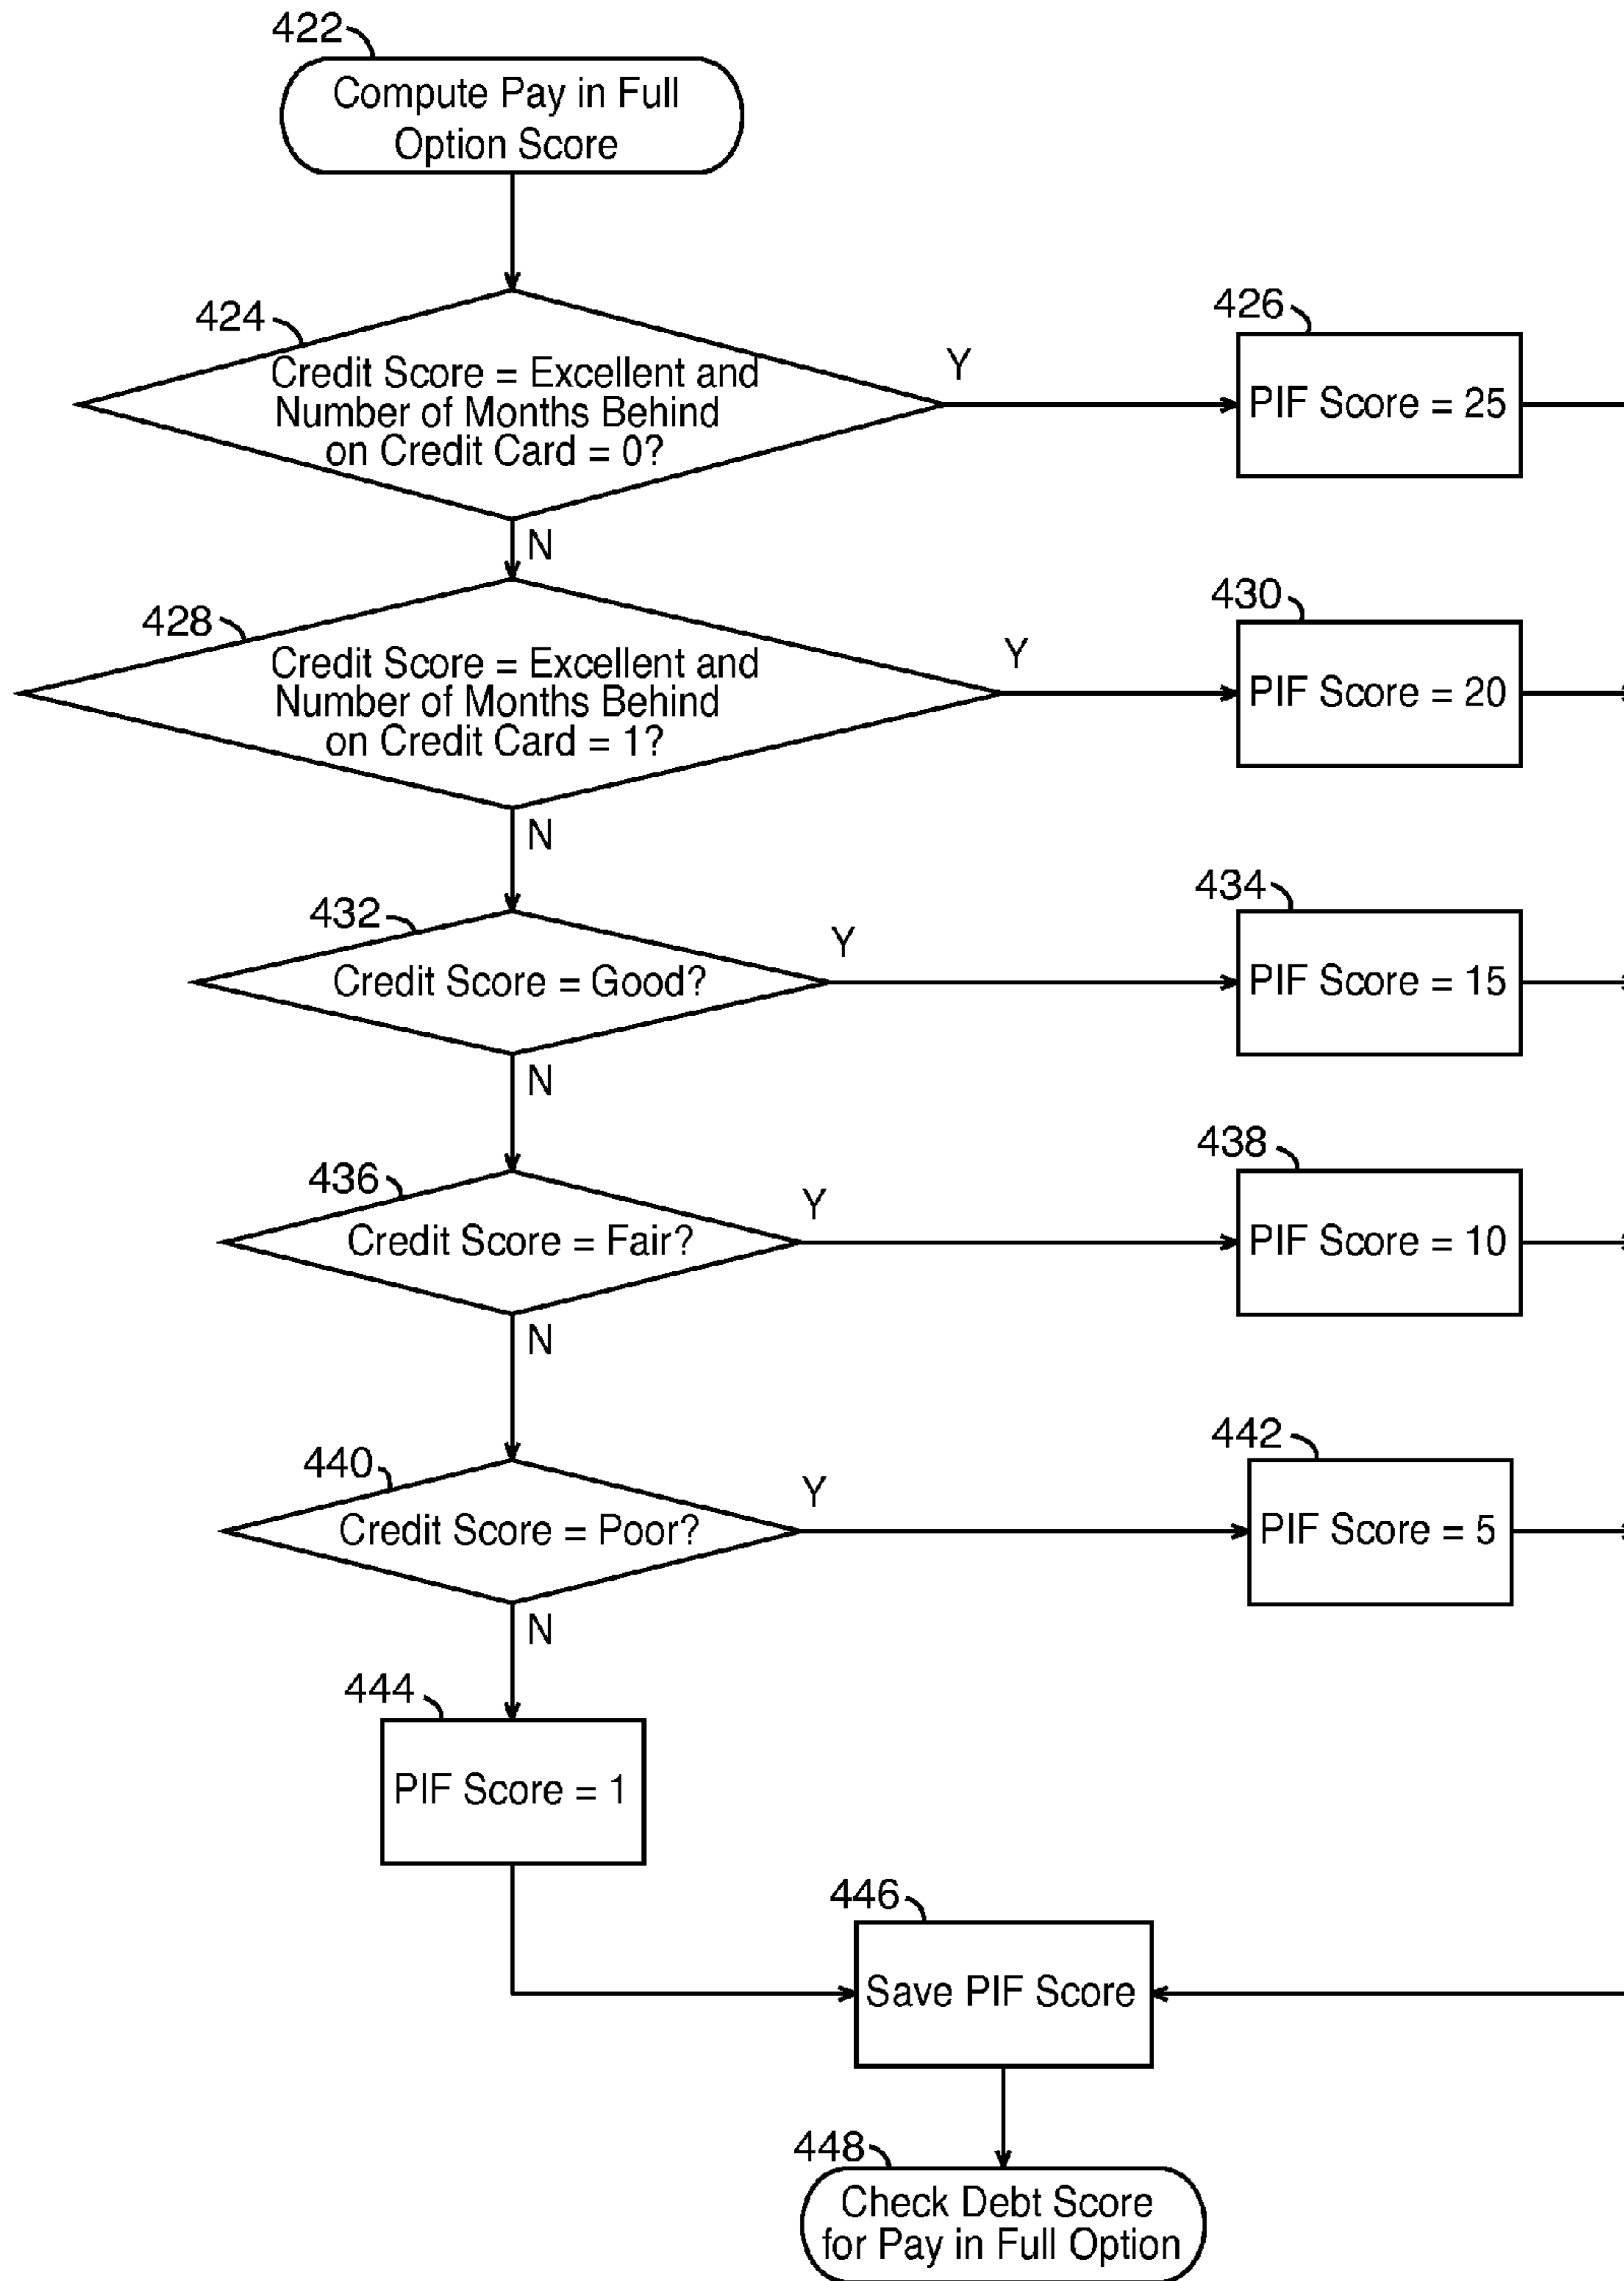 422
Compute Pay in Full
Option Score
424
Credit Score = Excellent and
Number of Months Behind
on Credit Card = 0?
Y
426
PIF Score = 25
N
428
Credit Score = Excellent and
Number of Months Behind
on Credit Card = 1?
Y
430
PIF Score = 20
N
432
Credit Score = Good?
Y
434
PIF Score = 15
N
436
Credit Score = Fair?
Y
438
PIF Score = 10
N
440
Credit Score = Poor?
Y
442
PIF Score = 5
N
444
PIF Score = 1
446
Save PIF Score
448
Check Debt Score
for Pay in Full Option